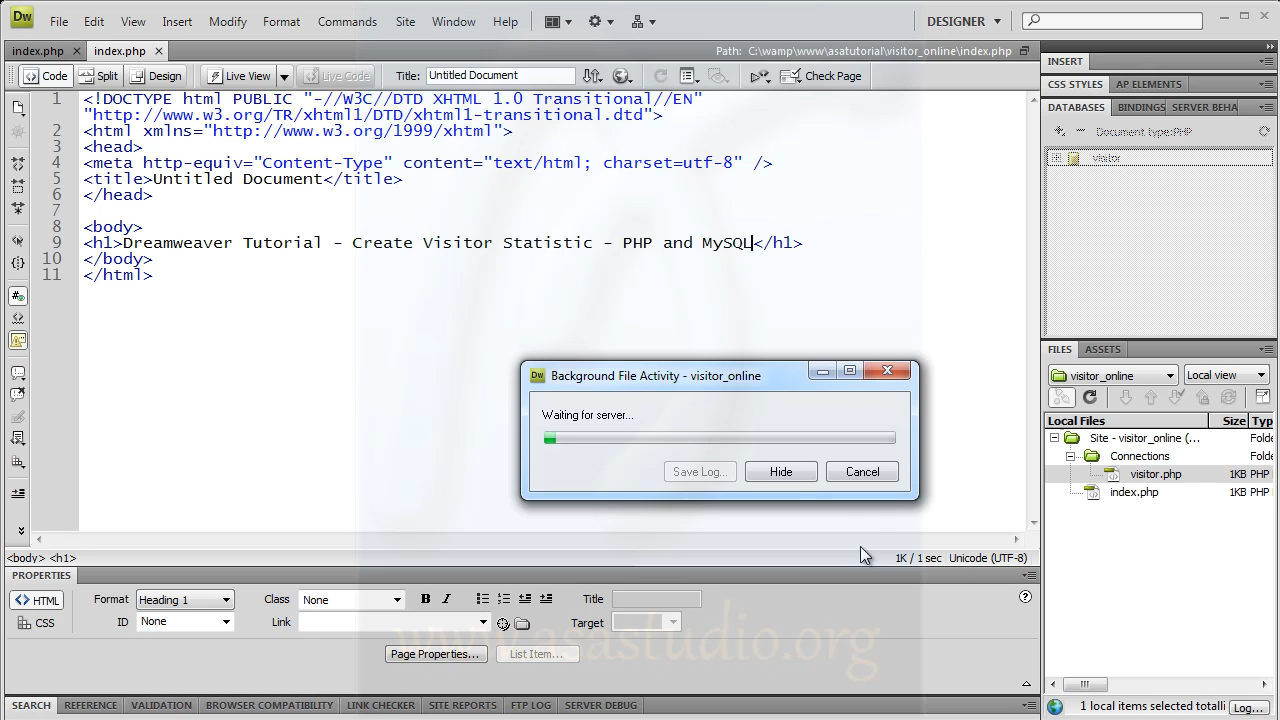 Dw File Edit View Insert Modify Format Commands Site Window Help DESIGNER
index.php index.php Path: C:\wamp\www\asatutorial\visitor_online\index.php
Code Split Design Live View Live Code Title: Untitled Document Check Page
1 <!DOCTYPE html PUBLIC "-//W3C//DTD XHTML 1.0 Transitional//EN"
"http://www.w3.org/TR/xhtml1/DTD/xhtml1-transitional.dtd">
2 <html xmlns="http://www.w3.org/1999/xhtml">
3 <head>
4 <meta http-equiv="Content-Type" content="text/html; charset=utf-8" />
5 <title>Untitled Document</title>
6 </head>
7
8 <body>
9 <h1>Dreamweaver Tutorial - Create Visitor Statistic - PHP and MySQL</h1>
10 </body>
11 </html>
INSERT
CSS STYLES AP ELEMENTS
DATABASES BINDINGS SERVER BEHA
Document type:PHP
visitor
Dw Background File Activity - visitor_online
Waiting for server...
Save Log... Hide Cancel
FILES ASSETS
visitor_online Local view
Local Files Size Typ
Site - visitor_online (... Folde
Connections Folde
visitor.php 1KB PHP
index.php 1KB PHP
<body> <h1> 1K / 1 sec Unicode (UTF-8)
PROPERTIES
HTML Format Heading 1 Class None B I Title
CSS ID None Link Target
Page Properties... List Item...
www.asastudio.org
SEARCH REFERENCE VALIDATION BROWSER COMPATIBILITY LINK CHECKER SITE REPORTS FTP LOG SERVER DEBUG
1 local items selected totalli Log...